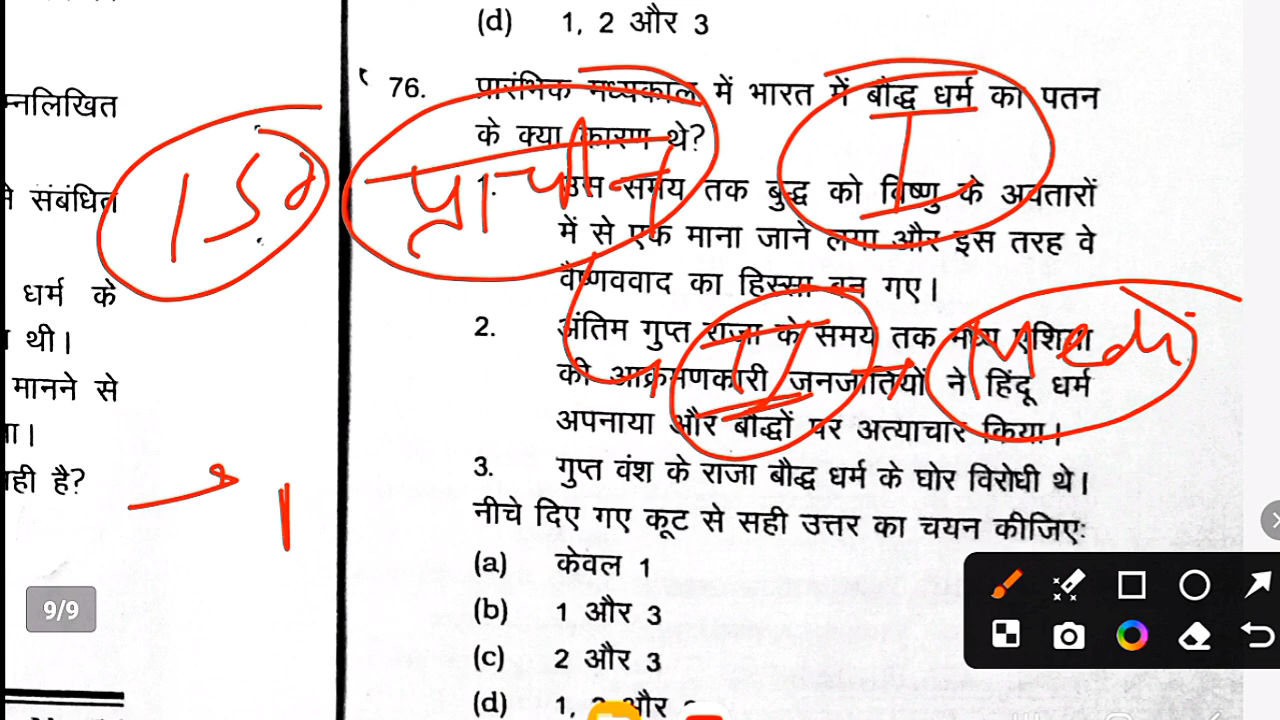 (d) 1, 2 और 3
म्नलिखित
संबंधित
धर्म के
थी।
मानने से
ही है?
76. प्रारंभिक मध्यकाल में भारत में बौद्ध धर्म को पतन
के क्या कारण थे?
1. उस समय तक बुद्ध को विष्णु के अवतारों
में से एक माना जाने लगा और इस तरह वे
वैष्णववाद का हिस्सा बन गए।
2. अंतिम गुप्त राजा के समय तक मध्य एशिया
की आक्रमणकारी जनजातियों ने हिंदू धर्म
अपनाया और बौद्धों पर अत्याचार किया।
3. गुप्त वंश के राजा बौद्ध धर्म के घोर विरोधी थे।
नीचे दिए गए कूट से सही उत्तर का चयन कीजिएः
(a) केवल 1
(b) 1 और 3
(c) 2 और 3
(d) 1, 2 और
प्राचीन
I
II
Medi
1
9/9